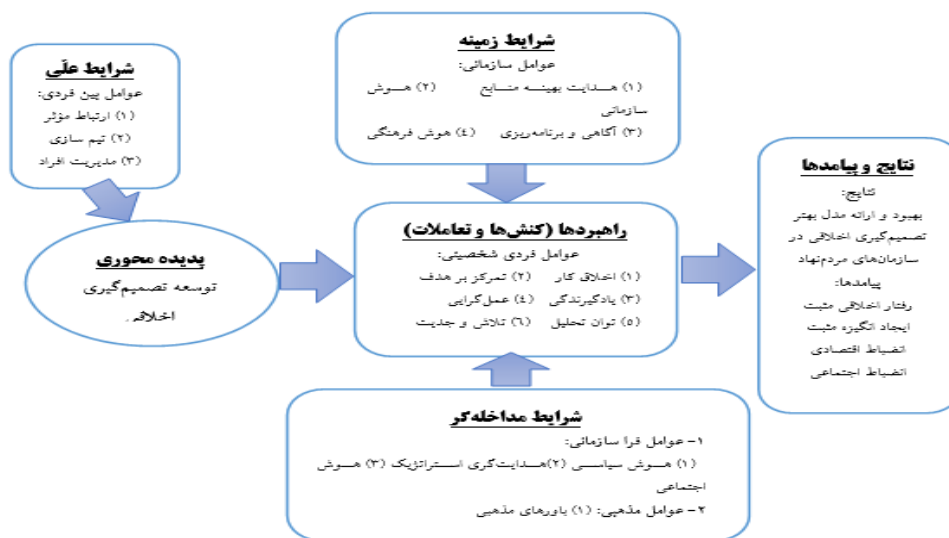 شرایط علّی
عوامل بین فردی:
(۱) ارتباط مؤثر
(۲) تیم سازی
(۳) مدیریت افراد
شرایط زمینه
عوامل سازمانی:
(۱) هدایت بهینه منابع (۲) هوش
سازمانی
(۳) آگاهی و برنامه‌ریزی (۴) هوش فرهنگی
پدیده محوری
توسعه تصمیم‌گیری
اخلاقی.
راهبردها (کنش‌ها و تعاملات)
عوامل فردی شخصیتی:
(۱) اخلاق کار (۲) تمرکز بر هدف
(۳) یادگیرندگی (۴) عمل‌گرایی
(۵) توان تحلیل (۶) تلاش و جدیت
شرایط مداخله‌گر
۱- عوامل فرا سازمانی:
(۱) هوش سیاسی (۲)هدایت‌گری استراتژیک (۳) هوش
اجتماعی
۲- عوامل مذهبی: (۱) باورهای مذهبی
نتایج و پیامدها
نتایج:
بهبود و ارائه مدل بهتر
تصمیم‌گیری اخلاقی در
سازمان‌های مردم‌نهاد
پیامدها:
رفتار اخلاقی مثبت
ایجاد انگیزه مثبت
انضباط اقتصادی
انضباط اجتماعی